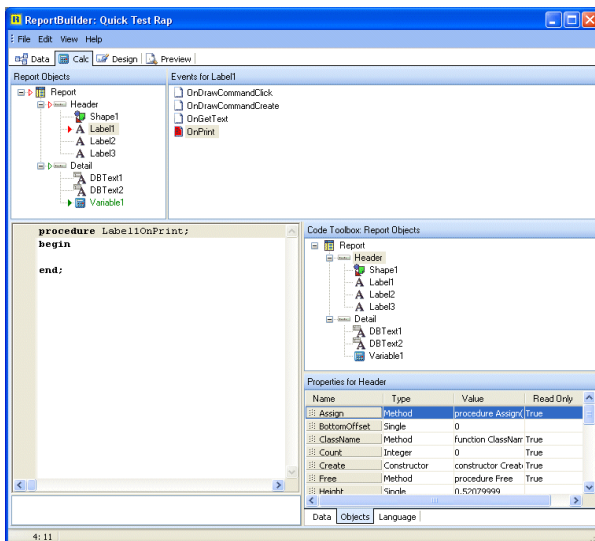 ReportBuilder: Quick Test Rap
File Edit View Help
Data Calc Design Preview
Report Objects
Report
Header
Shape1
Label1
Label2
Label3
Detail
DBText1
DBText2
Variable1
Events for Label1
OnDrawCommandClick
OnDrawCommandCreate
OnGetText
OnPrint
procedure Label1OnPrint;
begin
end;
Code Toolbox: Report Objects
Report
Header
Shape1
Label1
Label2
Label3
Detail
DBText1
DBText2
Variable1
Properties for Header
Name Type Value Read Only
Assign Method procedure Assign( True
BottomOffset Single 0
ClassName Method function ClassNam True
Count Integer 0 True
Create Constructor constructor Creat True
Free Method procedure Free True
Height Single 0.52079999
Data Objects Language
4: 11